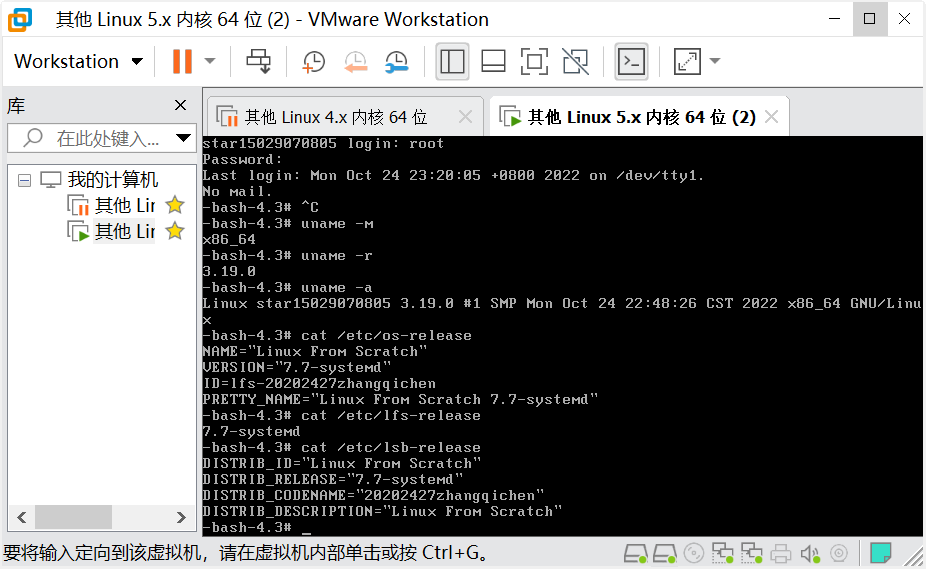 其他 Linux 5.x 内核 64 位 (2) - VMware Workstation
Workstation
库
在此处键入...
我的计算机
其他 Lir
其他 Lir
其他 Linux 4.x 内核 64 位
其他 Linux 5.x 内核 64 位 (2)
star15029070805 login: root
Password:
Last login: Mon Oct 24 23:20:05 +0800 2022 on /dev/tty1.
No mail.
-bash-4.3# ^C
-bash-4.3# uname -m
x86_64
-bash-4.3# uname -r
3.19.0
-bash-4.3# uname -a
Linux star15029070805 3.19.0 #1 SMP Mon Oct 24 22:48:26 CST 2022 x86_64 GNU/Linu
x
-bash-4.3# cat /etc/os-release
NAME="Linux From Scratch"
VERSION="7.7-systemd"
ID=lfs-20202427zhangqichen
PRETTY_NAME="Linux From Scratch 7.7-systemd"
-bash-4.3# cat /etc/lfs-release
7.7-systemd
-bash-4.3# cat /etc/lsb-release
DISTRIB_ID="Linux From Scratch"
DISTRIB_RELEASE="7.7-systemd"
DISTRIB_CODENAME="20202427zhangqichen"
DISTRIB_DESCRIPTION="Linux From Scratch"
-bash-4.3# _
要将输入定向到该虚拟机，请在虚拟机内部单击或按 Ctrl+G。